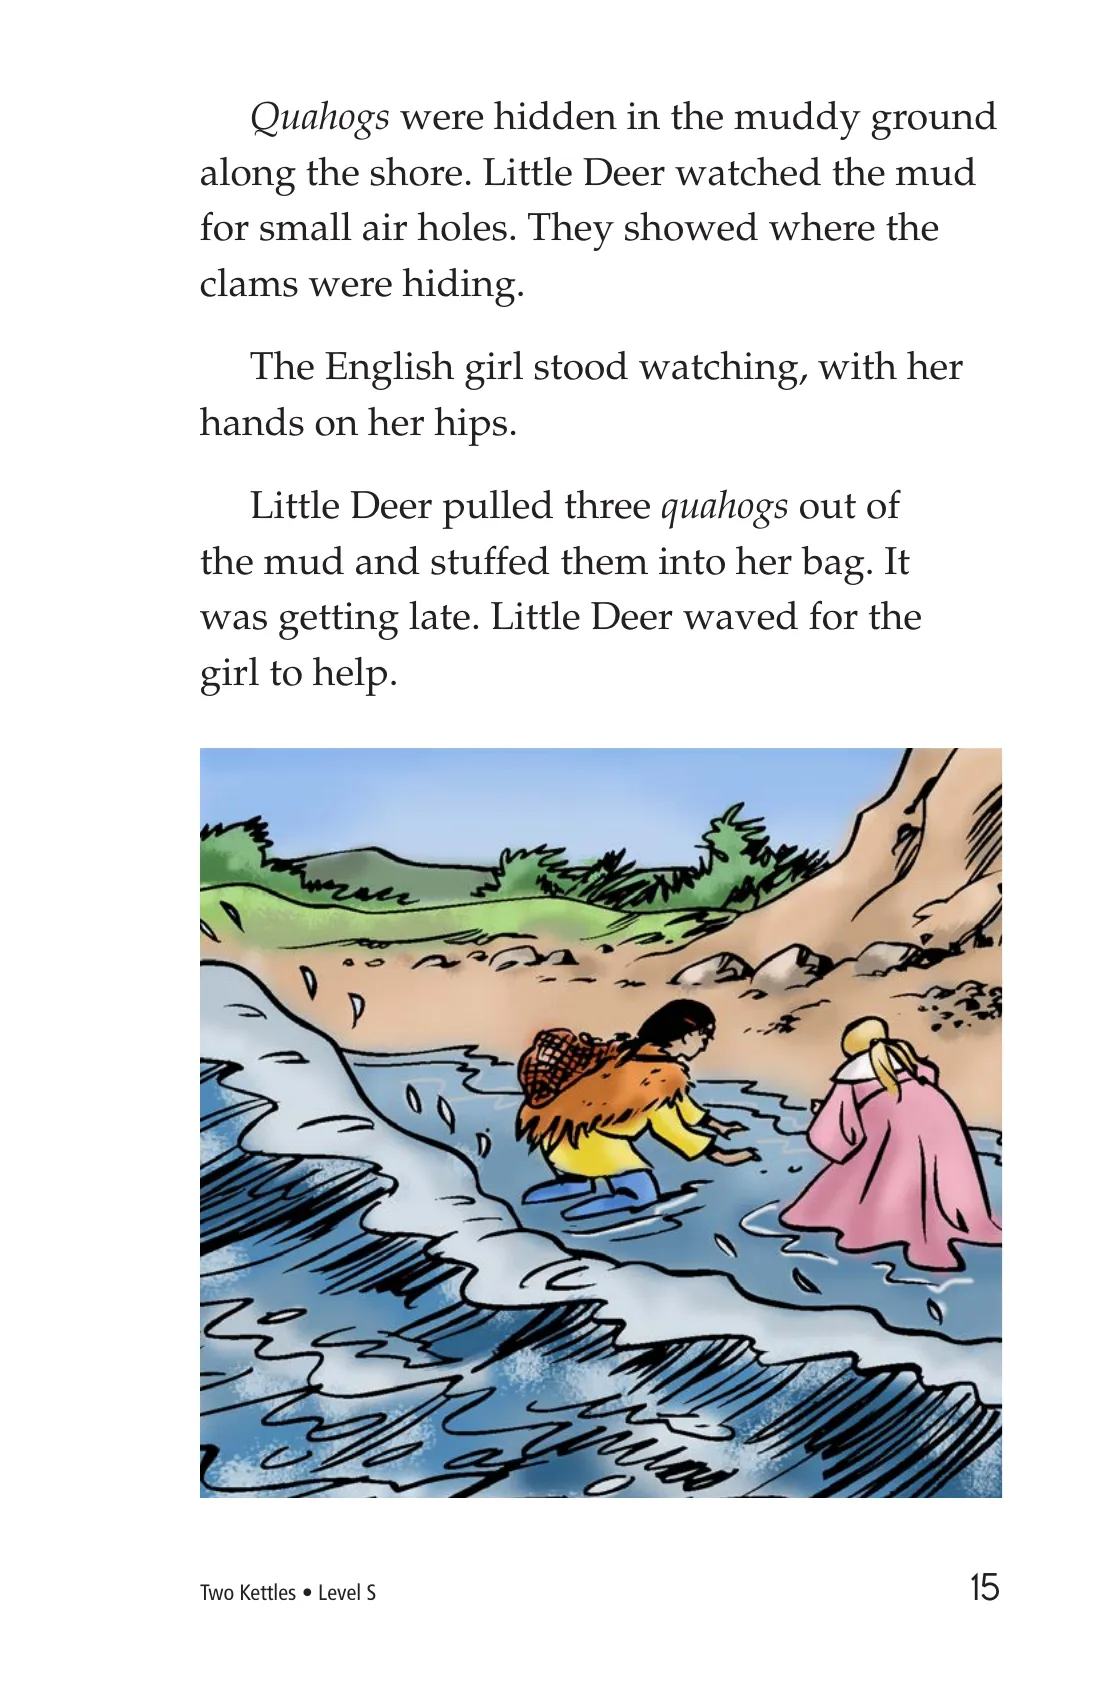 Quahogs were hidden in the muddy ground
along the shore. Little Deer watched the mud
for small air holes. They showed where the
clams were hiding.
The English girl stood watching, with her
hands on her hips.
Little Deer pulled three quahogs out of
the mud and stuffed them into her bag. It
was getting late. Little Deer waved for the
girl to help.
Two Kettles • Level S
15